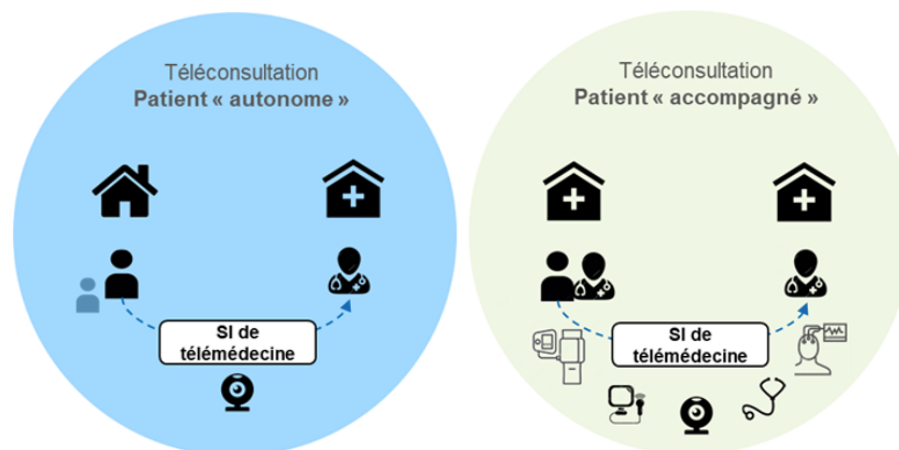 Téléconsultation
Patient « autonome »
SI de
télémédecine
Téléconsultation
Patient « accompagné »
SI de
télémédecine